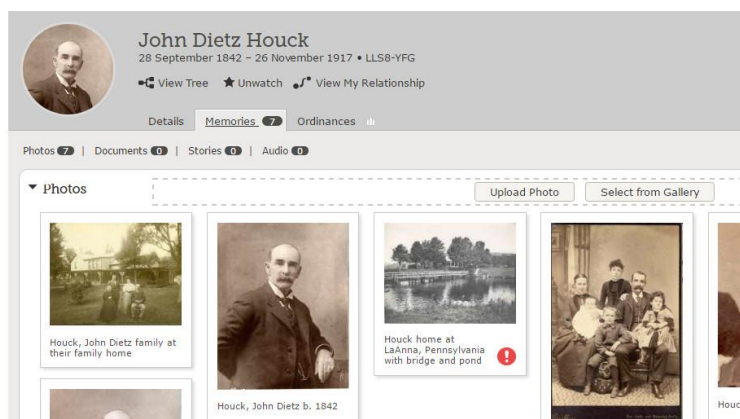 John Dietz Houck
28 September 1842 – 26 November 1917 • LLS8-YFG
View Tree Unwatch View My Relationship
Details Memories 7 Ordinances
Photos 7 | Documents 0 | Stories 0 | Audio 0
Photos
Upload Photo Select from Gallery
Houck, John Dietz family at
their family home
Houck, John Dietz b. 1842
Houck home at
LaAnna, Pennsylvania
with bridge and pond
Houc